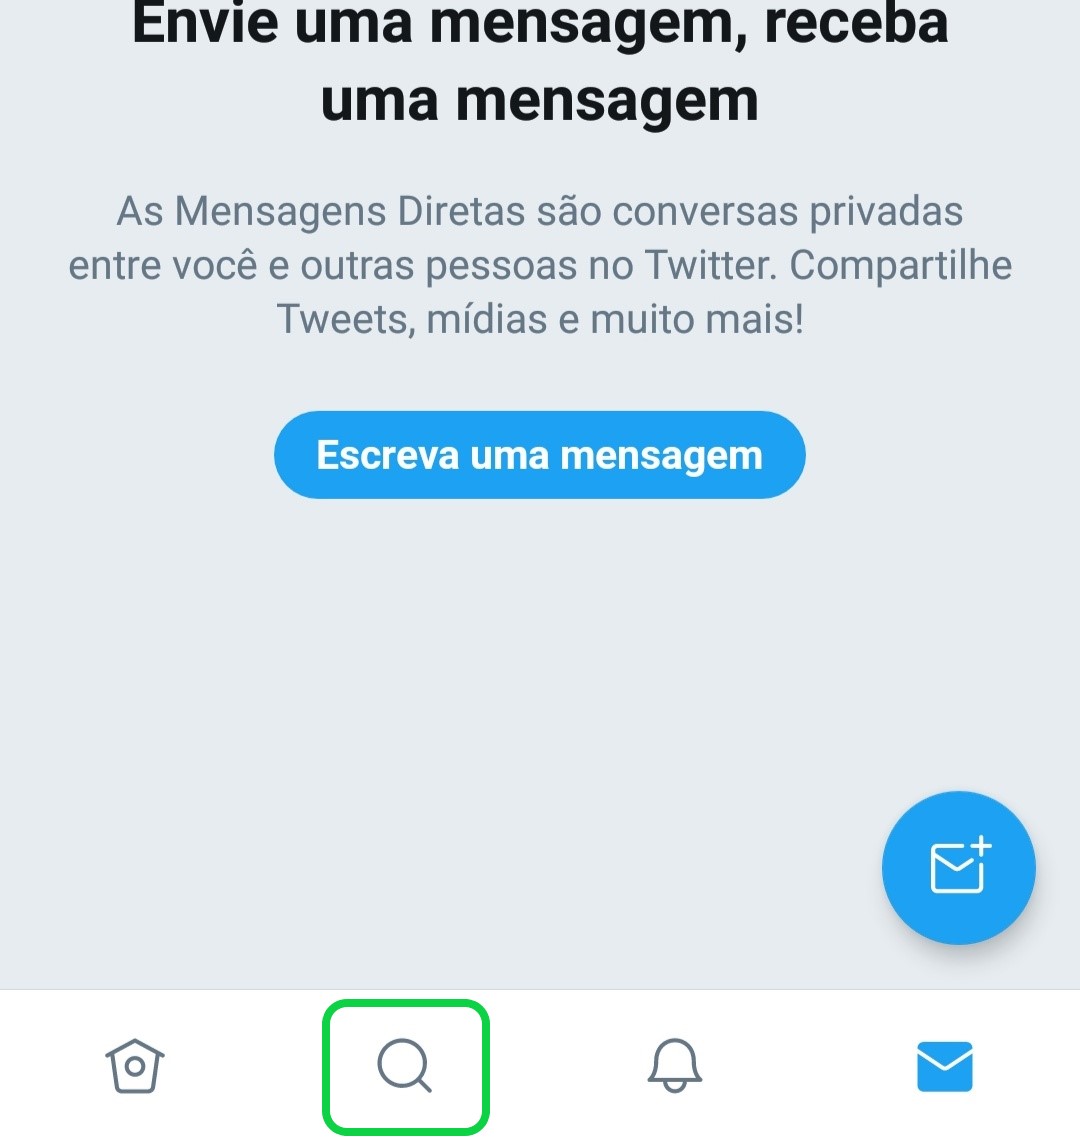 Envie uma mensagem, receba
uma mensagem
As Mensagens Diretas são conversas privadas
entre você e outras pessoas no Twitter. Compartilhe
Tweets, mídias e muito mais!
Escreva uma mensagem